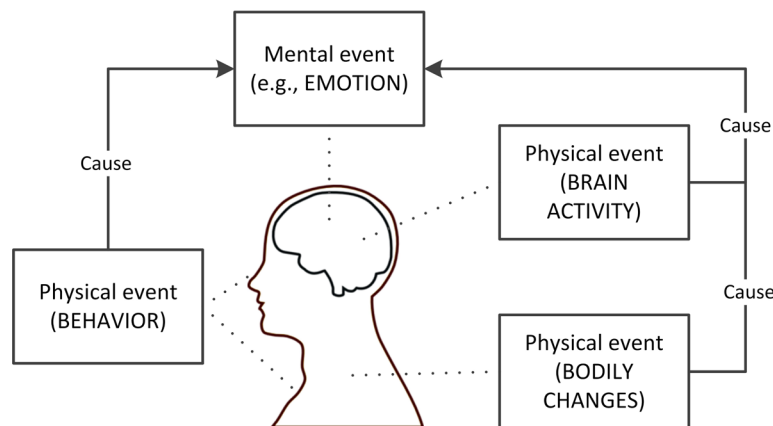 Mental event
(e.g., EMOTION)
Cause
Cause
Physical event
(BRAIN
ACTIVITY)
Physical event
(BEHAVIOR)
Cause
Physical event
(BODILY
CHANGES)